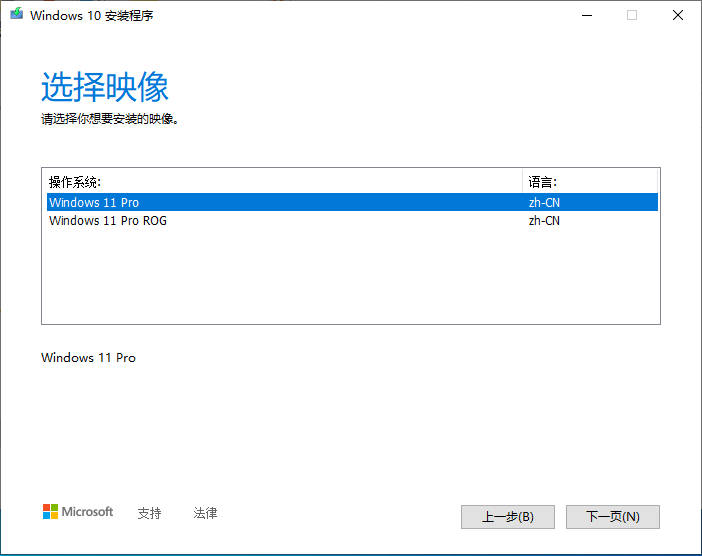 Windows 10 安装程序
选择映像
请选择你想要安装的映像。
操作系统: 语言:
Windows 11 Pro zh-CN
Windows 11 Pro ROG zh-CN
Windows 11 Pro
Microsoft 支持 法律 上一步(B) 下一页(N)